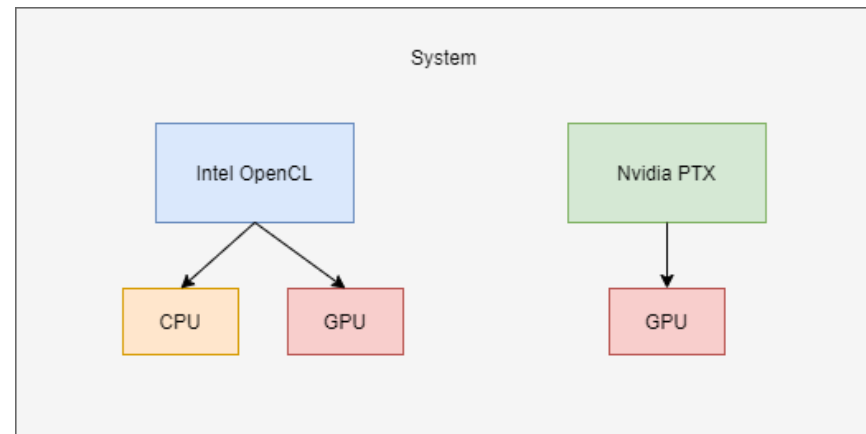 System
Intel OpenCL
Nvidia PTX
CPU
GPU
GPU